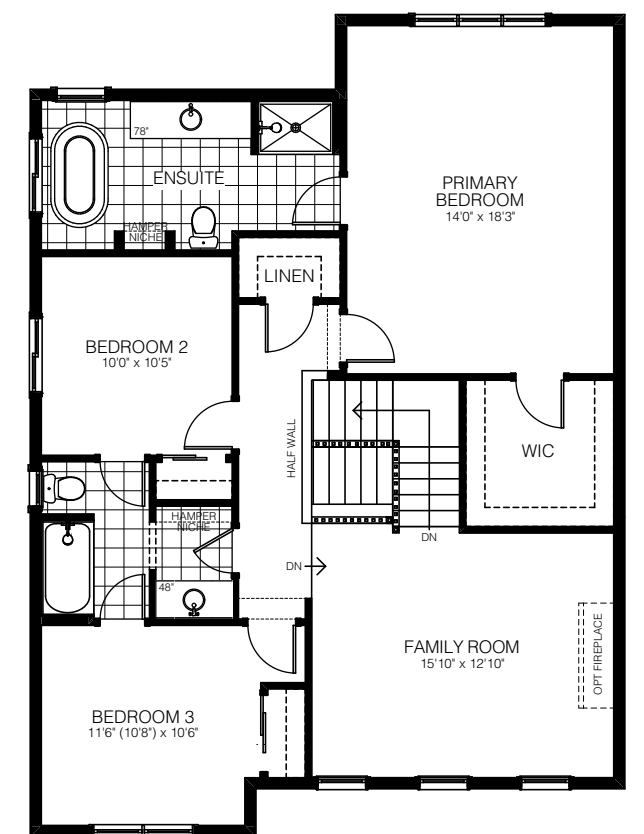 78"
ENSUITE
HAMPER
NICHE
PRIMARY
BEDROOM
14'0" x 18'3"
LINEN
BEDROOM 2
10'0" x 10'5"
HALF WALL
WIC
HAMPER
NICHE
DN
DN
48"
FAMILY ROOM
15'10" x 12'10"
OPT FIREPLACE
BEDROOM 3
11'6" (10'8") x 10'6"